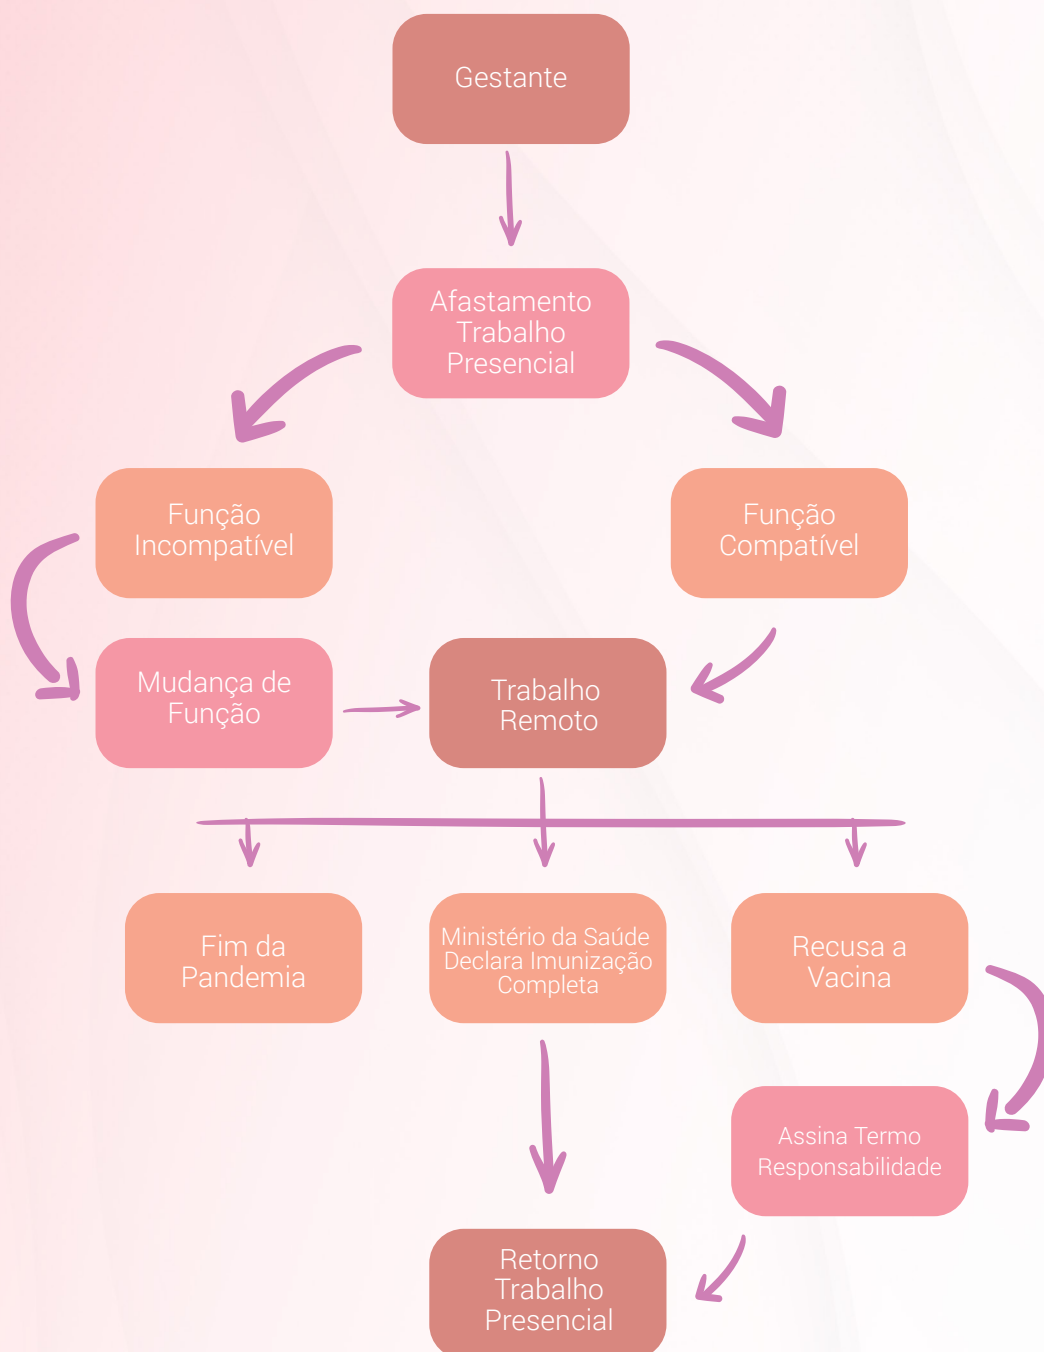 Gestante
Afastamento
Trabalho
Presencial
Função
Incompatível
Função
Compatível
Mudança de
Função
Trabalho
Remoto
Fim da
Pandemia
Ministério da Saúde
Declara Imunização
Completa
Recusa a
Vacina
Assina Termo
Responsabilidade
Retorno
Trabalho
Presencial